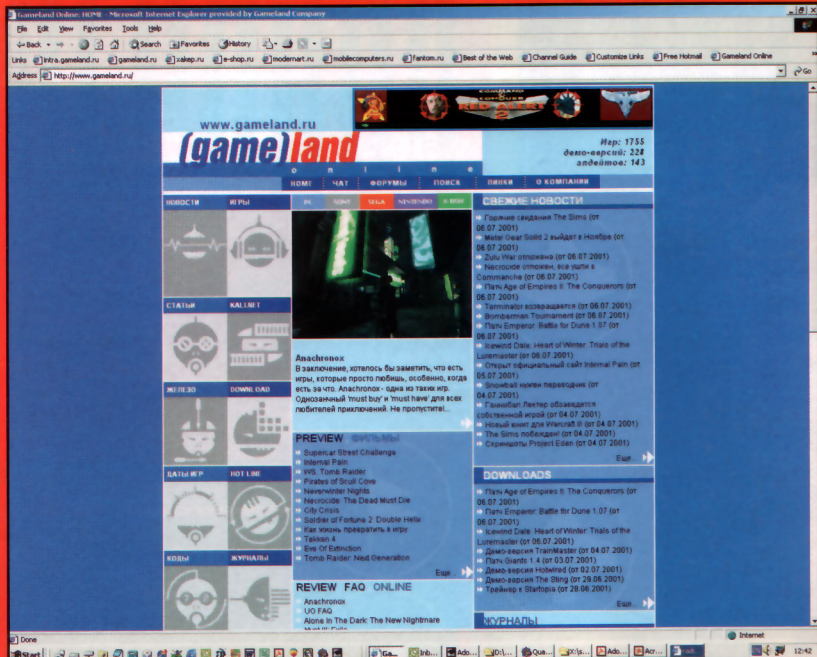 Gameland Online: HOME - Microsoft Internet Explorer provided by Gameland Company
File Edit View Favorites Tools Help
Back Search Favorites History
Links intra.gameland.ru gameland.ru xakep.ru e-shop.ru modernart.ru mobilecomputers.ru fantom.ru Best of the Web Channel Guide Customize Links Free Hotmail Gameland Online
Address http://www.gameland.ru/ Go
COMMAND & CONQUER RED ALERT 2
www.gameland.ru
(game)land
online
Игр: 1755
демо-версий: 228
апдейтов: 143
HOME ЧАТ ФОРУМЫ ПОИСК ЛИНКИ О КОМПАНИИ
НОВОСТИ ИГРЫ
СТАТЬИ KALI.NET
ЖЕЛЕЗО DOWNLOAD
ДАТЫ ИГР HOT LINE
КОДЫ ЖУРНАЛЫ
PC SONY SEGA NINTENDO X-BOX
Anachronox
В заключение, хотелось бы заметить, что есть
игры, которые просто любишь, особенно, когда
есть за что. Anachronox - одна из таких игр.
Однозначный 'must buy' и 'must have' для всех
любителей приключений. Не пропустите!...
PREVIEW ФИЛЬМЫ
Supercar Street Challenge
Internal Pain
WS: Tomb Raider
Pirates of Scull Cove
Neverwinter Nights
Necrocide: The Dead Must Die
City Crisis
Soldier of Fortune 2: Double Helix
Как жизнь превратить в игру
Tekken 4
Eve Of Extinction
Tomb Raider: Next Generation
Еще...
REVIEW FAQ ONLINE
Anachronox
UO FAQ
Alone In The Dark: The New Nightmare
СВЕЖИЕ НОВОСТИ
Горячие свидания The Sims (от
06.07.2001)
Metal Gear Solid 2 выйдет в Ноябре (от
06.07.2001)
Zulu War отложена (от 06.07.2001)
Necrocide отложен, все ушли в
Commanche (от 06.07.2001)
Патч Age of Empires II: The Conquerors (от
06.07.2001)
Terminator возвращается (от 06.07.2001)
Bomberman Tournament (от 06.07.2001)
Патч Emperor: Battle for Dune 1.07 (от
06.07.2001)
Icewind Dale: Heart of Winter: Trials of the
Luremaster (от 06.07.2001)
Открыт официальный сайт Internal Pain (от
05.07.2001)
Snowball нужен переводчик (от
04.07.2001)
Ганнибал Лектер обзаведется
собственной игрой (от 04.07.2001)
Новый юнит для Warcraft III (от 04.07.2001)
The Sims побежден! (от 04.07.2001)
Скриншоты Project Eden (от 04.07.2001)
Еще...
DOWNLOADS
Патч Age of Empires II: The Conquerors (от
06.07.2001)
Патч Emperor: Battle for Dune 1.07 (от
06.07.2001)
Icewind Dale: Heart of Winter: Trials of the
Luremaster (от 06.07.2001)
Демо-версия TrainMaster (от 04.07.2001)
Патч Giants 1.4 (от 03.07.2001)
Демо-версия Hotwired (от 02.07.2001)
Демо-версия The Sting (от 29.06.2001)
Трейнер к Startopia (от 28.06.2001)
Еще...
ЖУРНАЛЫ
Done Internet
Start Ga... Inb... Ado... D:\... Qua... X:\s... Ado... Acr... 12:42